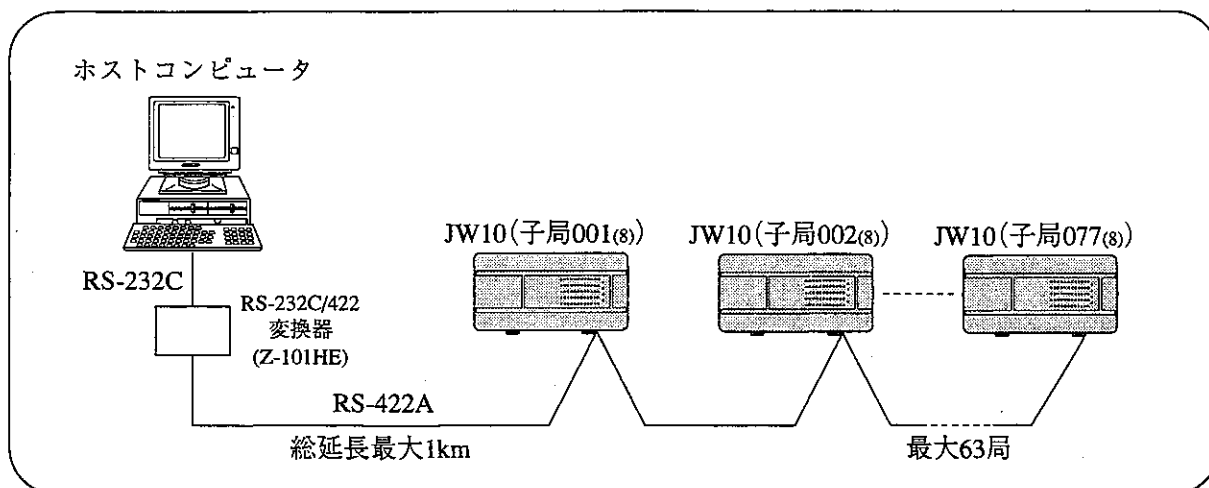 ホストコンピュータ
JW10(子局001(8))
JW10(子局002(8))
JW10(子局077(8))
RS-232C
RS-232C/422
変換器
(Z-101HE)
RS-422A
総延長最大1km
最大63局